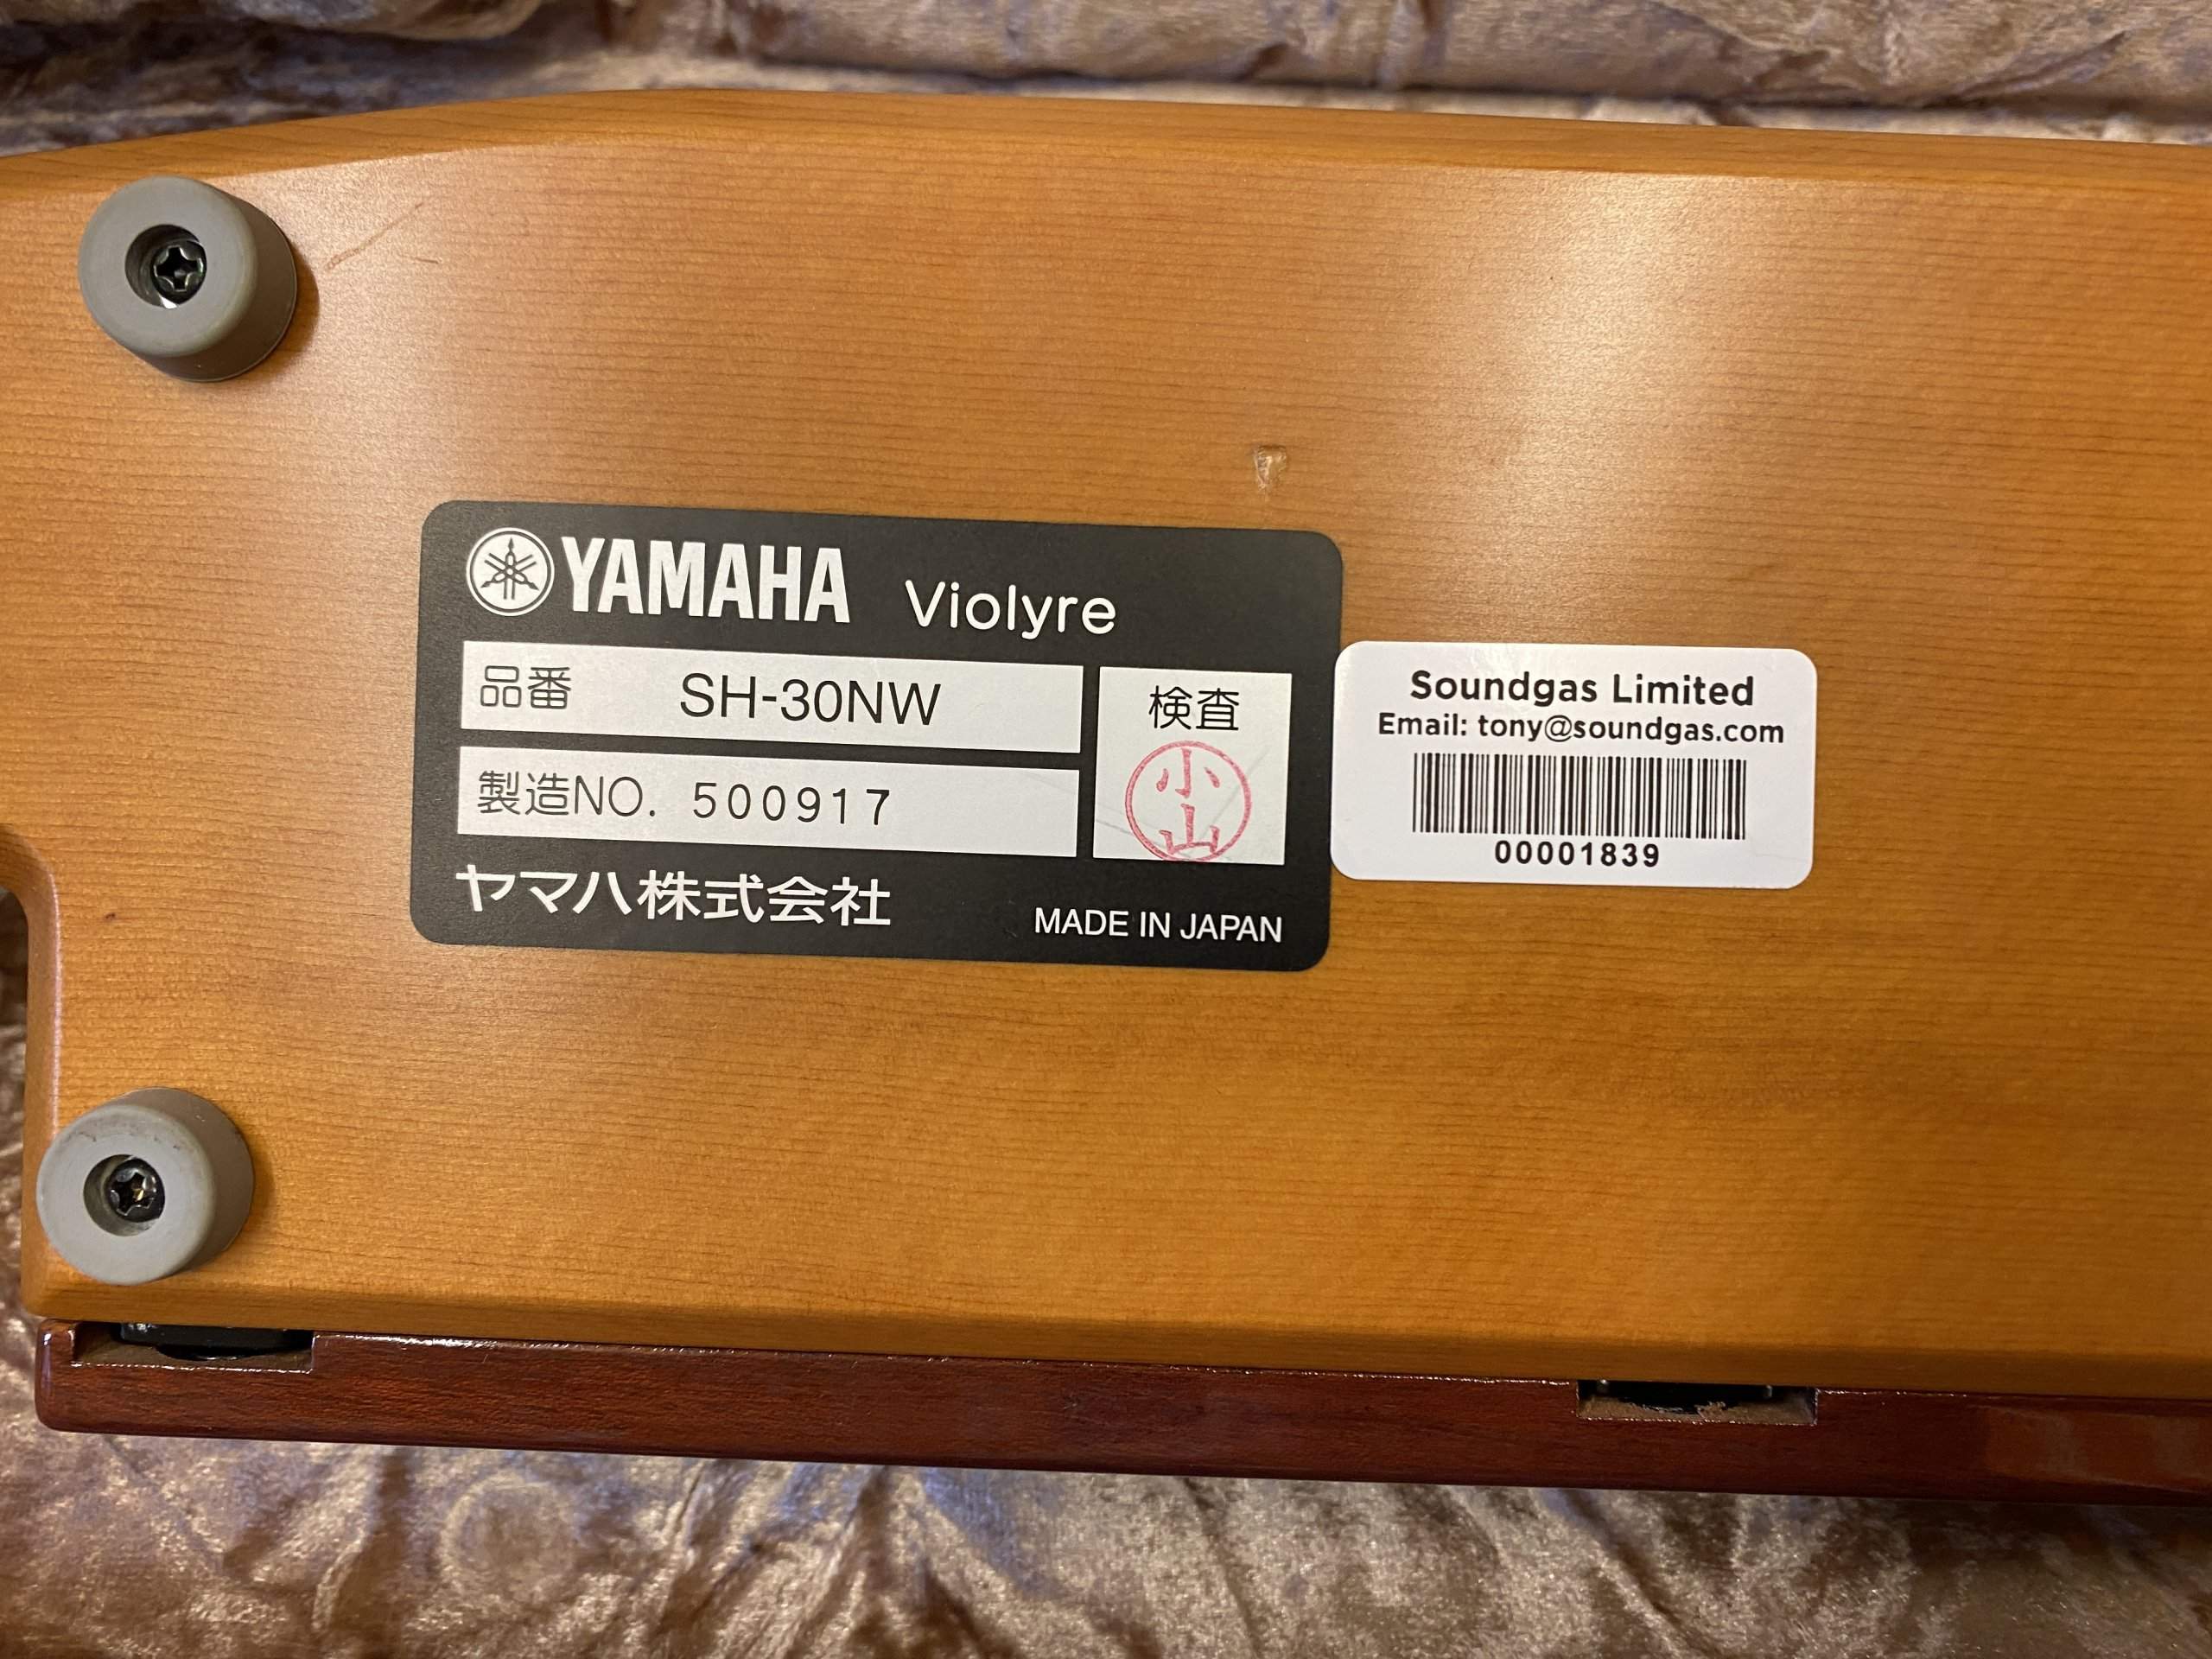 YAMAHA Violyre
品番 SH-30NW
製造NO. 500917
検査
小山
ヤマハ株式会社
MADE IN JAPAN
Soundgas Limited
Email: tony@soundgas.com
00001839